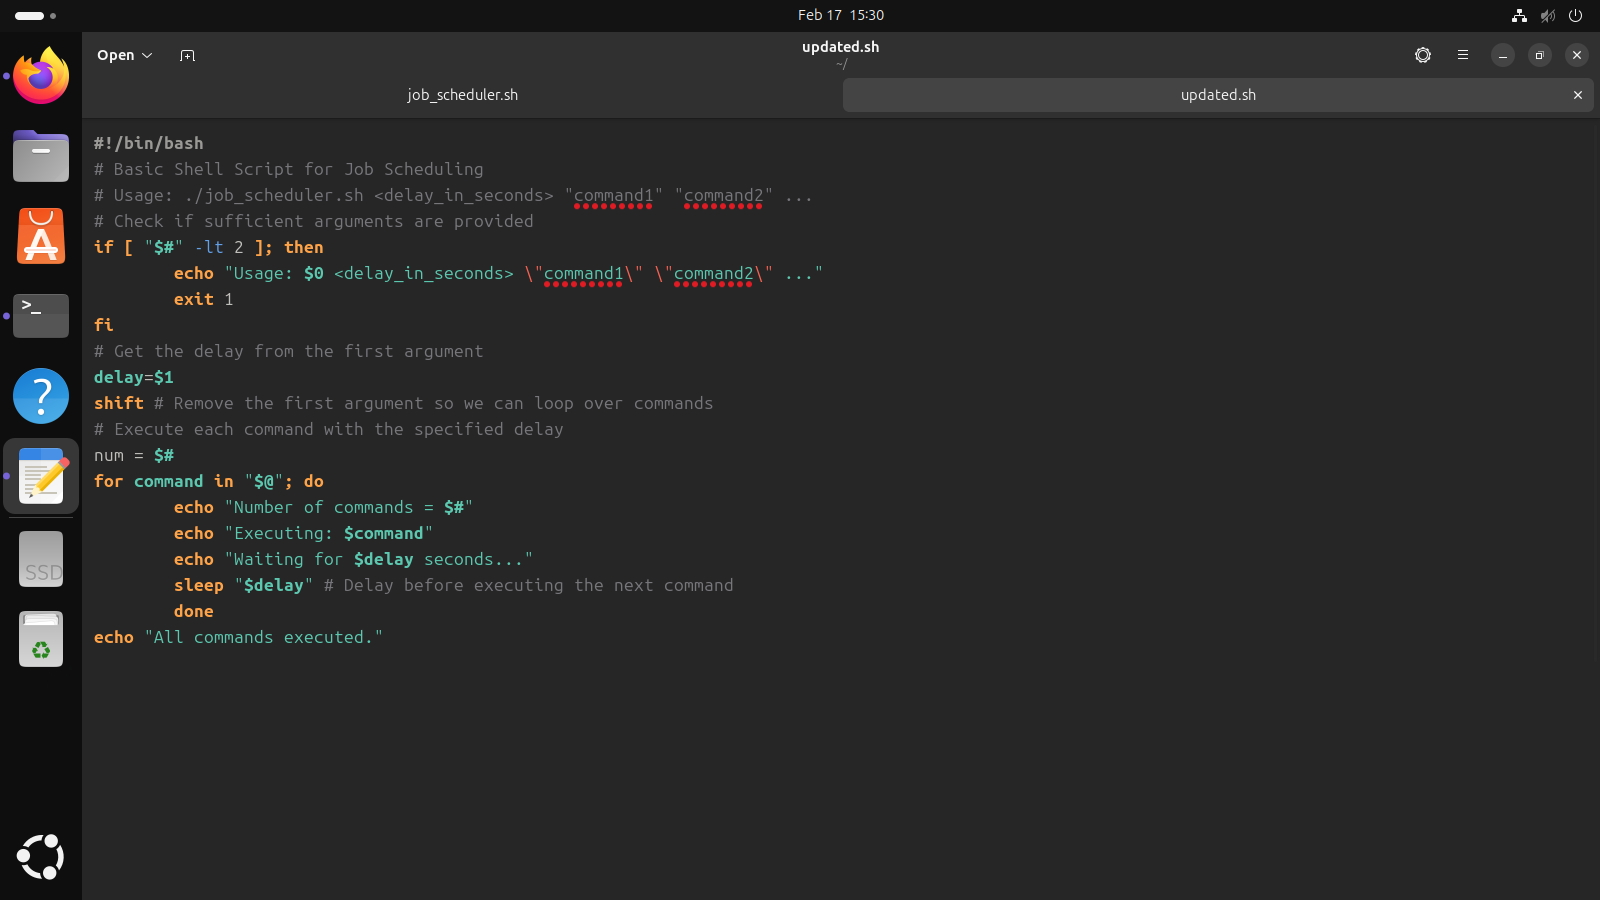 Feb 17 15:30
Open
updated.sh
~/
job_scheduler.sh
updated.sh
#!/bin/bash
# Basic Shell Script for Job Scheduling
# Usage: ./job_scheduler.sh <delay_in_seconds> "command1" "command2" ...
# Check if sufficient arguments are provided
if [ "$#" -lt 2 ]; then
        echo "Usage: $0 <delay_in_seconds> \"command1\" \"command2\" ..."
        exit 1
fi
# Get the delay from the first argument
delay=$1
shift # Remove the first argument so we can loop over commands
# Execute each command with the specified delay
num = $#
for command in "$@"; do
        echo "Number of commands = $#"
        echo "Executing: $command"
        echo "Waiting for $delay seconds..."
        sleep "$delay" # Delay before executing the next command
        done
echo "All commands executed."
>_
?
A
SSD